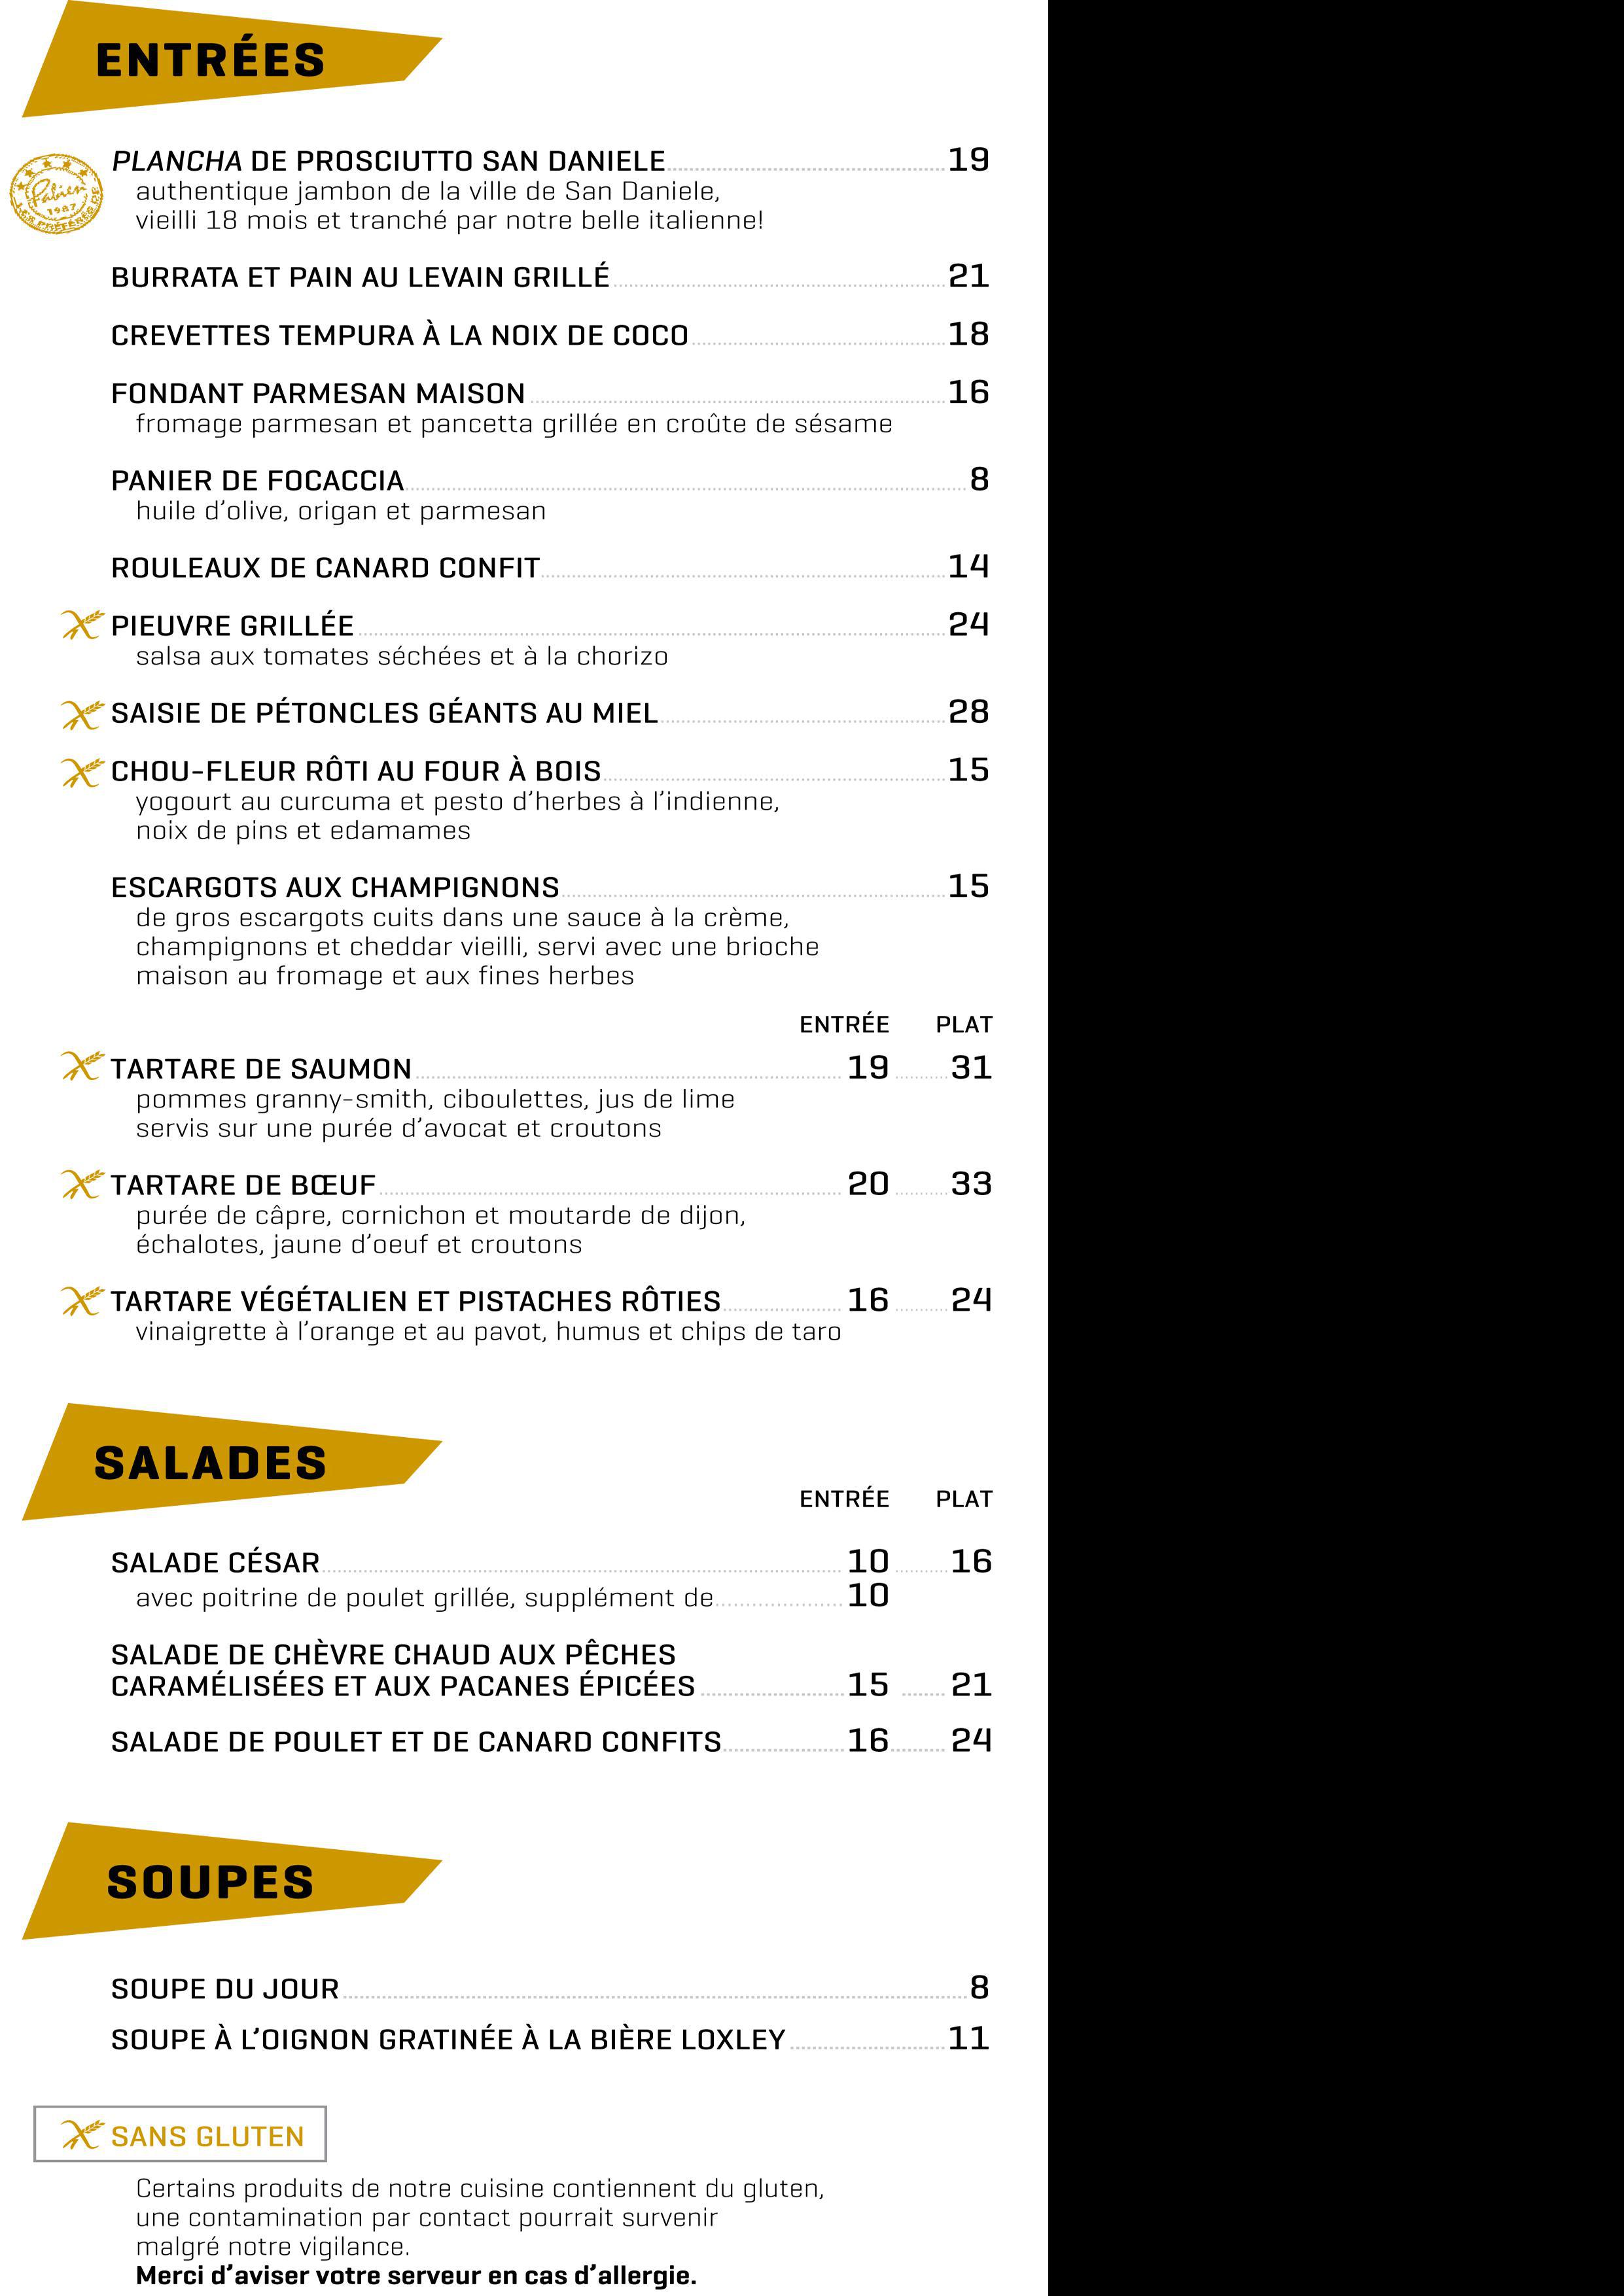 ENTRÉES
PLANCHA DE PROSCIUTTO SAN DANIELE 19
authentique jambon de la ville de San Daniele,
vieilli 18 mois et tranché par notre belle italienne!
Fabien
1987
LES PRÉFÉRÉS DE
BURRATA ET PAIN AU LEVAIN GRILLÉ 21
CREVETTES TEMPURA À LA NOIX DE COCO 18
FONDANT PARMESAN MAISON 16
fromage parmesan et pancetta grillée en croûte de sésame
PANIER DE FOCACCIA 8
huile d'olive, origan et parmesan
ROULEAUX DE CANARD CONFIT 14
PIEUVRE GRILLÉE 24
salsa aux tomates séchées et à la chorizo
SAISIE DE PÉTONCLES GÉANTS AU MIEL 28
CHOU-FLEUR RÔTI AU FOUR À BOIS 15
yogourt au curcuma et pesto d'herbes à l'indienne,
noix de pins et edamames
ESCARGOTS AUX CHAMPIGNONS 15
de gros escargots cuits dans une sauce à la crème,
champignons et cheddar vieilli, servi avec une brioche
maison au fromage et aux fines herbes
ENTRÉE PLAT
TARTARE DE SAUMON 19 31
pommes granny-smith, ciboulettes, jus de lime
servis sur une purée d'avocat et croutons
TARTARE DE BŒUF 20 33
purée de câpre, cornichon et moutarde de dijon,
échalotes, jaune d'oeuf et croutons
TARTARE VÉGÉTALIEN ET PISTACHES RÔTIES 16 24
vinaigrette à l'orange et au pavot, humus et chips de taro
SALADES
ENTRÉE PLAT
SALADE CÉSAR 10 16
avec poitrine de poulet grillée, supplément de 10
SALADE DE CHÈVRE CHAUD AUX PÊCHES
CARAMÉLISÉES ET AUX PACANES ÉPICÉES 15 21
SALADE DE POULET ET DE CANARD CONFITS 16 24
SOUPES
SOUPE DU JOUR 8
SOUPE À L'OIGNON GRATINÉE À LA BIÈRE LOXLEY 11
SANS GLUTEN
Certains produits de notre cuisine contiennent du gluten,
une contamination par contact pourrait survenir
malgré notre vigilance.
Merci d'aviser votre serveur en cas d'allergie.